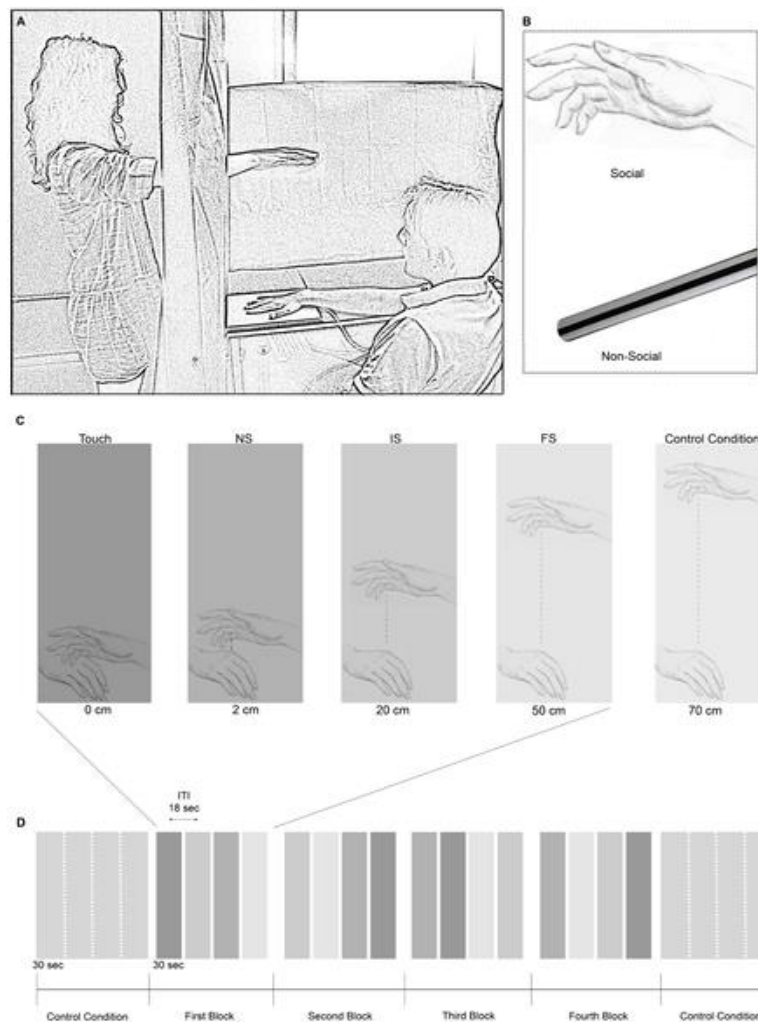 A
B
Social
Non-Social
C
Touch
NS
IS
FS
Control Condition
0 cm
2 cm
20 cm
50 cm
70 cm
ITI
18 sec
D
30 sec
30 sec
Control Condition
First Block
Second Block
Third Block
Fourth Block
Control Condition